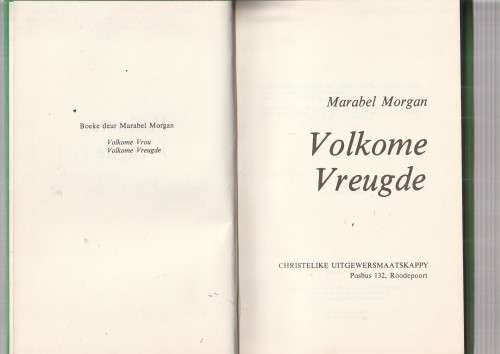 Boeke deur Marabel Morgan
Volkome Vrou
Volkome Vreugde
Marabel Morgan
Volkome
Vreugde
CHRISTELIKE UITGEWERSMAATSKAPPY
Posbus 132, Roodepoort